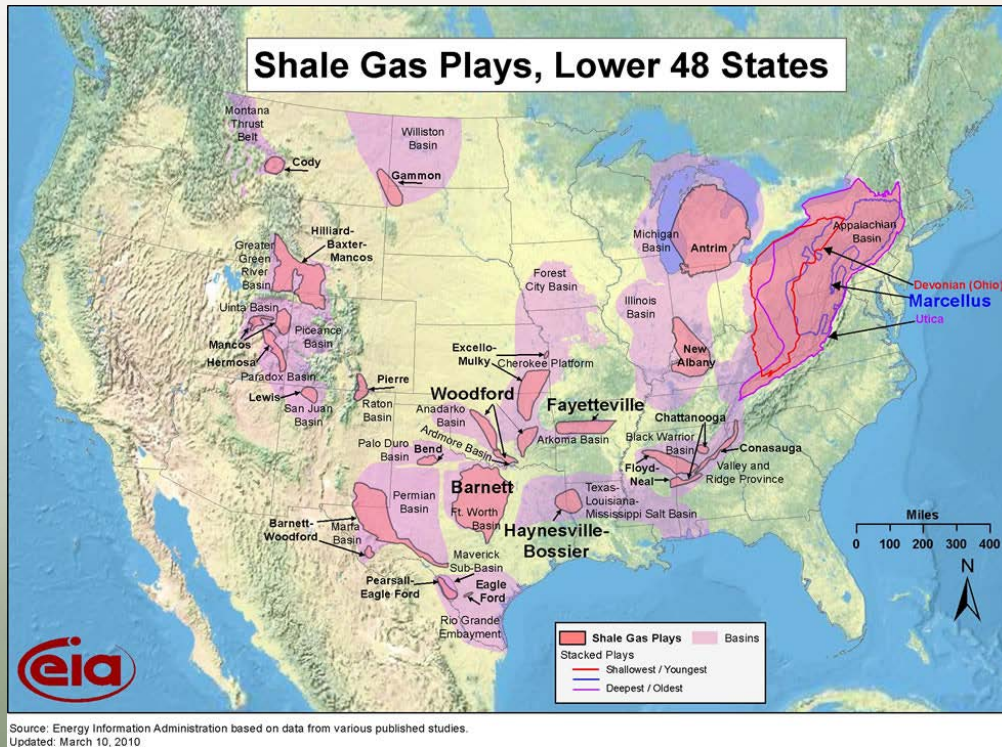 Shale Gas Plays, Lower 48 States
Montana
Thrust
Belt
Cody
Williston
Basin
Gammon
Hilliard-
Baxter-
Mancos
Greater
Green
River
Basin
Uinta Basin
Mancos
Piceance
Basin
Hermosa
Paradox Basin
Lewis
San Juan
Basin
Pierre
Raton
Basin
Michigan
Basin
Antrim
Appalachian
Basin
Devonian (Ohio)
Marcellus
Utica
Forest
City Basin
Illinois
Basin
New
Albany
Excello-
Mulky
Cherokee Platform
Woodford
Anadarko
Basin
Ardmore Basin
Fayetteville
Arkoma Basin
Chattanooga
Black Warrior
Basin
Conasauga
Floyd-
Neal
Valley and
Ridge Province
Palo Duro
Basin
Bend
Permian
Basin
Barnett
Ft. Worth
Basin
Texas-
Louisiana-
Mississippi Salt Basin
Haynesville-
Bossier
Barnett-
Woodford
Marfa
Basin
Maverick
Sub-Basin
Pearsall-
Eagle Ford
Eagle
Ford
Rio Grande
Embayment
Miles
0 100 200 300 400
N
Shale Gas Plays
Basins
Stacked Plays
Shallowest / Youngest
Deepest / Oldest
eia
Source: Energy Information Administration based on data from various published studies.
Updated: March 10, 2010